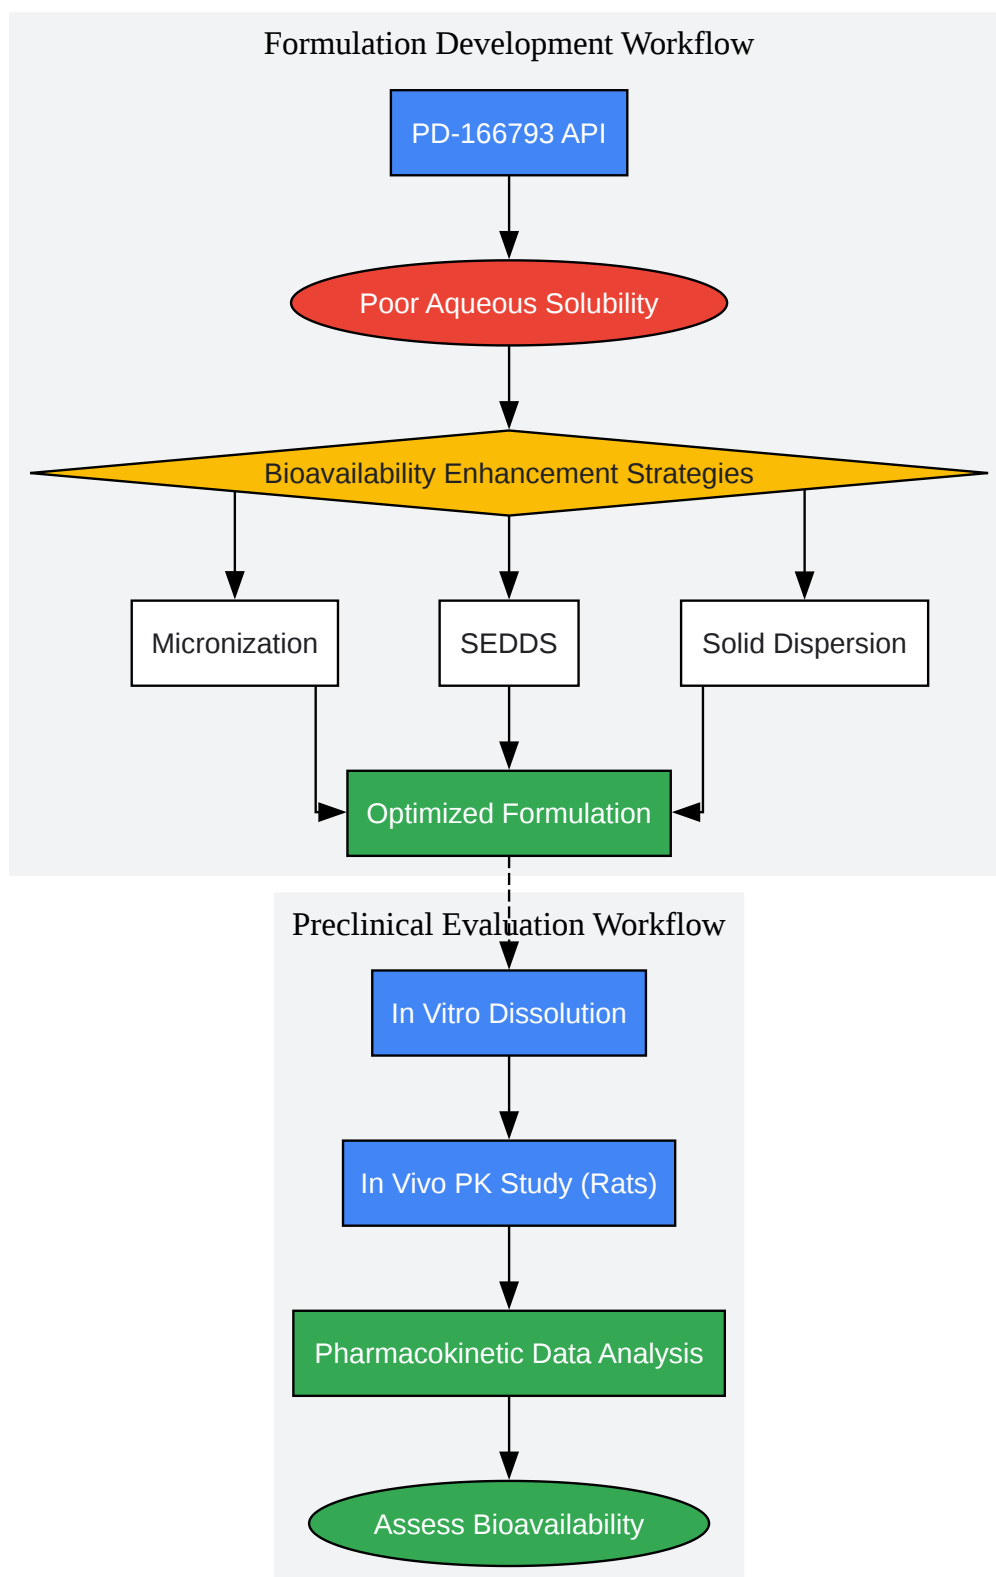 Formulation Development Workflow
PD-166793 API
Poor Aqueous Solubility
Bioavailability Enhancement Strategies
Micronization
SEDDS
Solid Dispersion
Optimized Formulation
Preclinical Evaluation Workflow
In Vitro Dissolution
In Vivo PK Study (Rats)
Pharmacokinetic Data Analysis
Assess Bioavailability